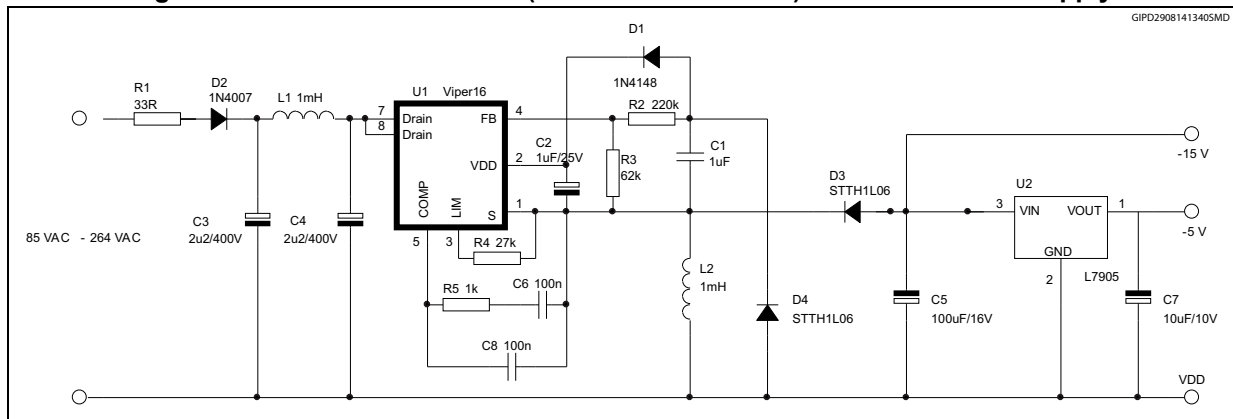 GIPD2908141340SMD
D1
1N4148
R1
33R
D2
1N4007
L1 1mH
U1 Viper16
7
8
Drain
Drain
FB
4
VDD
2
S
1
COMP
LIM
5
3
R2 220k
C2
1uF/25V
R3
62k
C1
1uF
R4 27k
R5 1k
C6 100n
C8 100n
C3
2u2/400V
C4
2u2/400V
85 VAC - 264 VAC
L2
1mH
D3
STTH1L06
D4
STTH1L06
C5
100uF/16V
U2
3
VIN
VOUT
1
GND
2
L7905
C7
10uF/10V
-15 V
-5 V
VDD